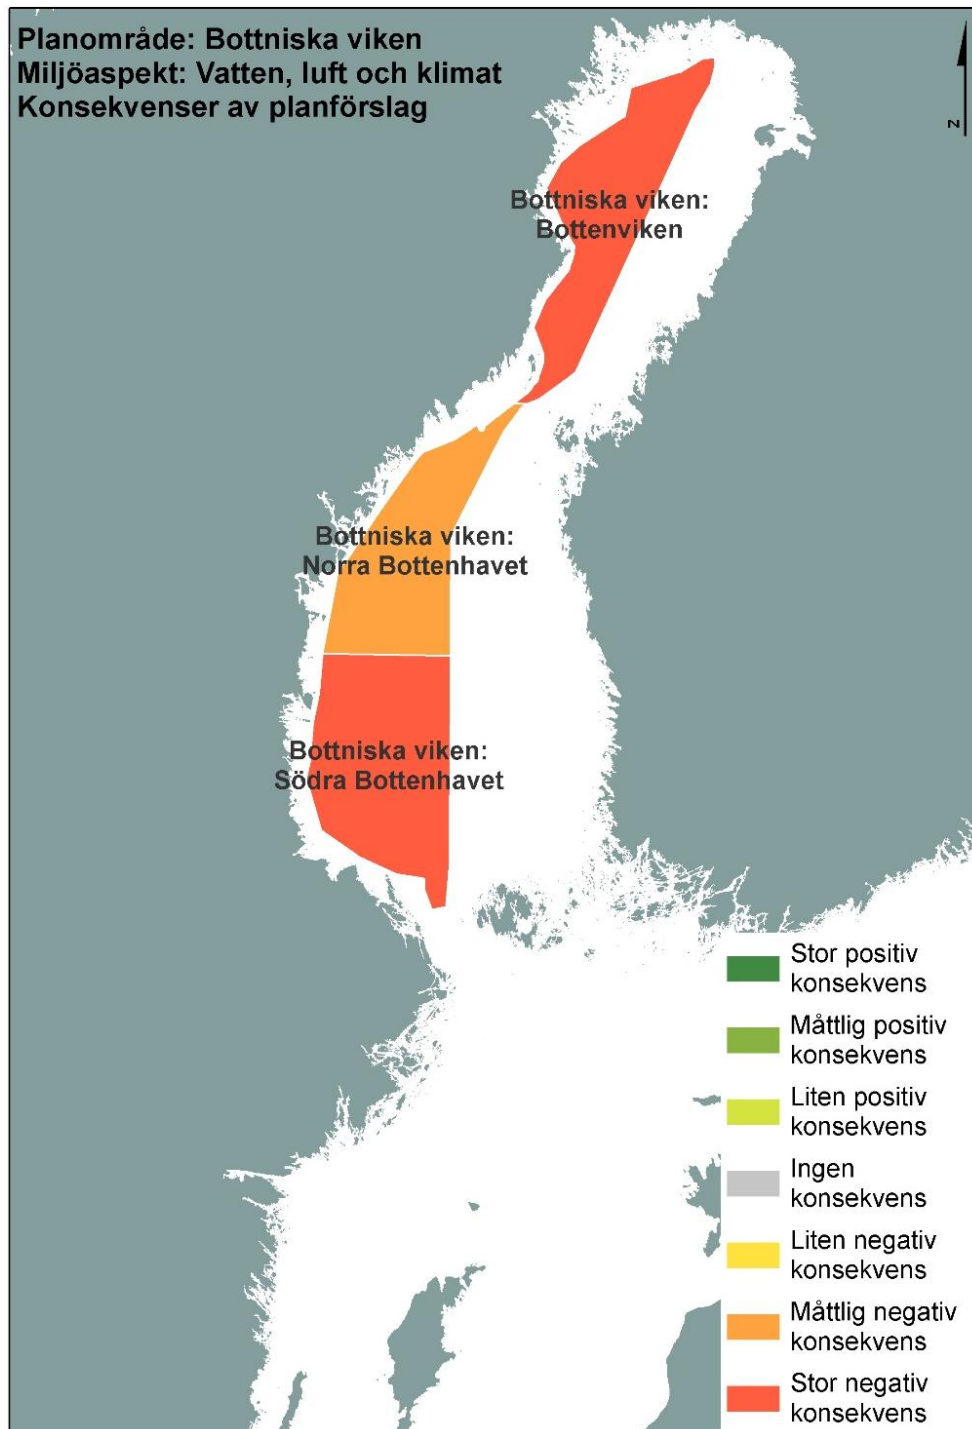 Planområde: Bottniska viken
Miljöaspekt: Vatten, luft och klimat
Konsekvenser av planförslag
N
Bottniska viken:
Bottenviken
Bottniska viken:
Norra Bottenhavet
Bottniska viken:
Södra Bottenhavet
Stor positiv
konsekvens
Måttlig positiv
konsekvens
Liten positiv
konsekvens
Ingen
konsekvens
Liten negativ
konsekvens
Måttlig negativ
konsekvens
Stor negativ
konsekvens